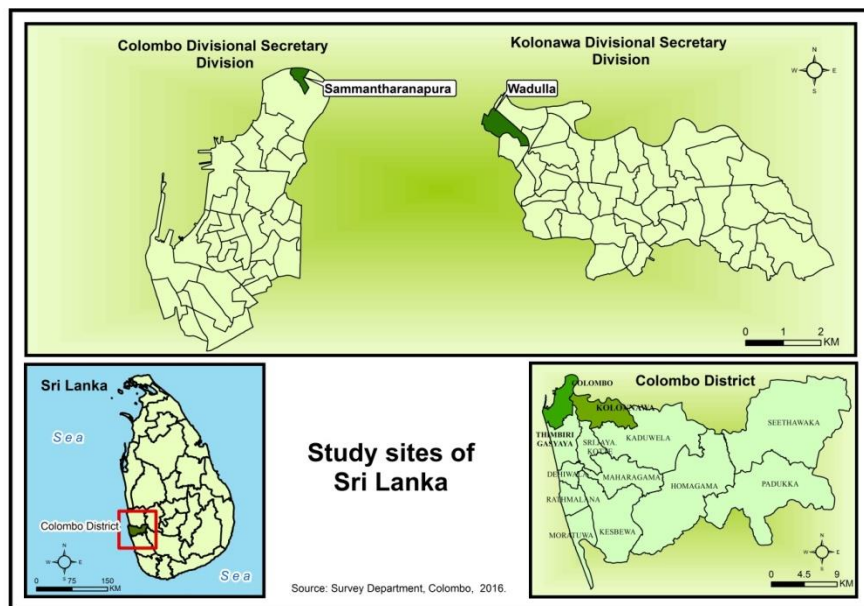 Colombo Divisional Secretary
Division
Sammantharanapura
Kolonawa Divisional Secretary
Division
Wadulla
N
W E
S
0 1 2
KM
Sri Lanka
Sea
Colombo District
Sea
N
W E
S
0 75 150
KM
Study sites of
Sri Lanka
Source: Survey Department, Colombo, 2016.
Colombo District
COLOMBO
KOLONNAWA
SEETHAWAKA
THIMBIRI
GASYAYA
SRIJAYA.
KOTTE
KADUWELA
DEHIWALA
MAHARAGAMA
HOMAGAMA
PADUKKA
RATHMALANA
MORATUWA
KESBEWA
N
W E
S
0 4.5 9
KM